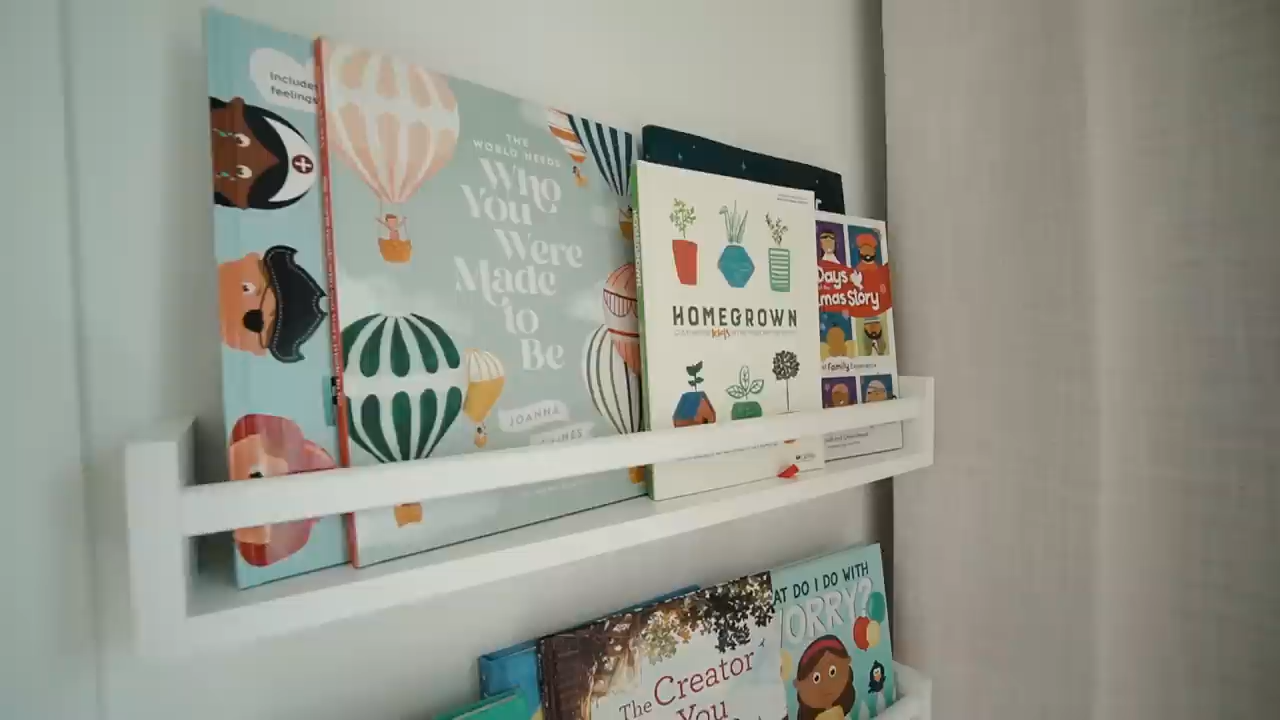 Includes
feelings
THE
WORLD NEEDS
Who
You
Were
Made
to
Be
JOANNA
HOMEGROWN
Days
mas Story
Family
The Creator
You
AT DO I DO WITH
ORRY?